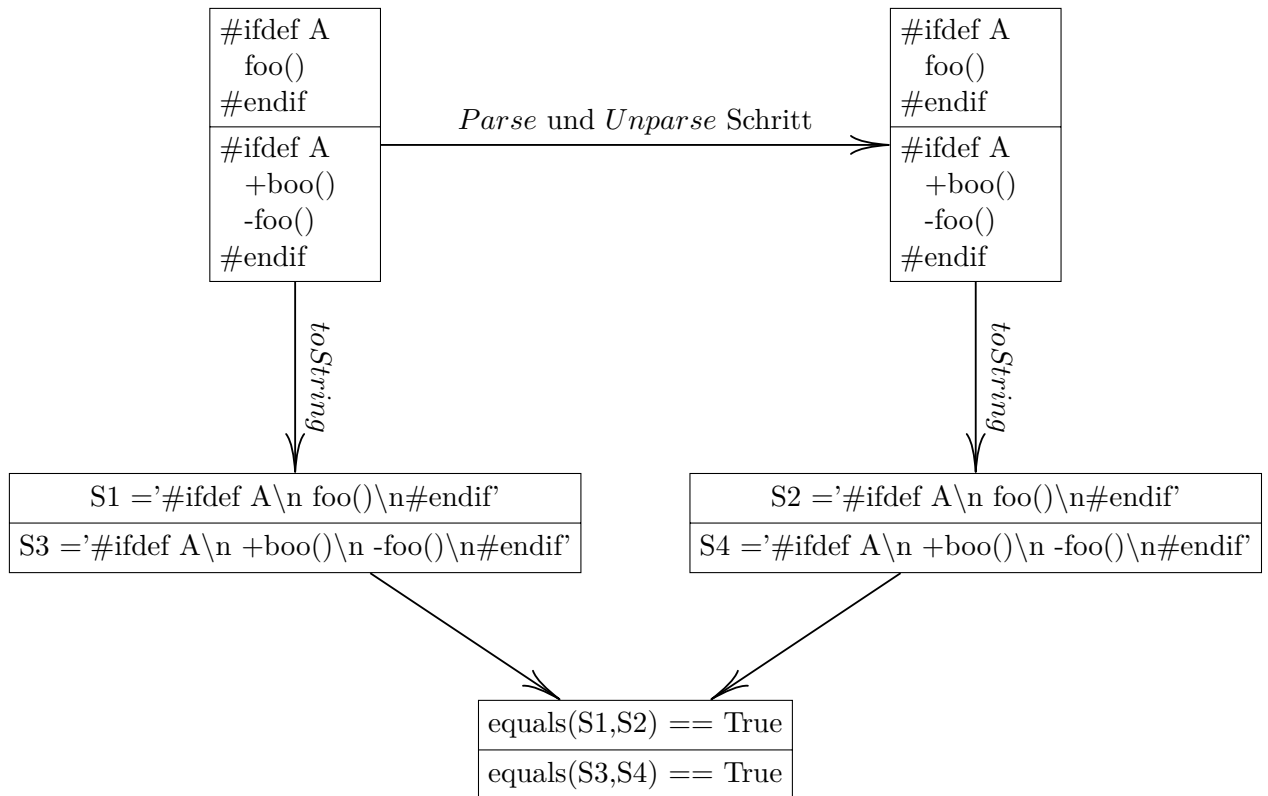 #ifdef A
foo()
#endif
#ifdef A
+boo()
-foo()
#endif
Parse und Unparse Schritt
#ifdef A
foo()
#endif
#ifdef A
+boo()
-foo()
#endif
toString
toString
S1 ='#ifdef A\n foo()\n#endif'
S3 ='#ifdef A\n +boo()\n -foo()\n#endif'
S2 ='#ifdef A\n foo()\n#endif'
S4 ='#ifdef A\n +boo()\n -foo()\n#endif'
equals(S1,S2) == True
equals(S3,S4) == True